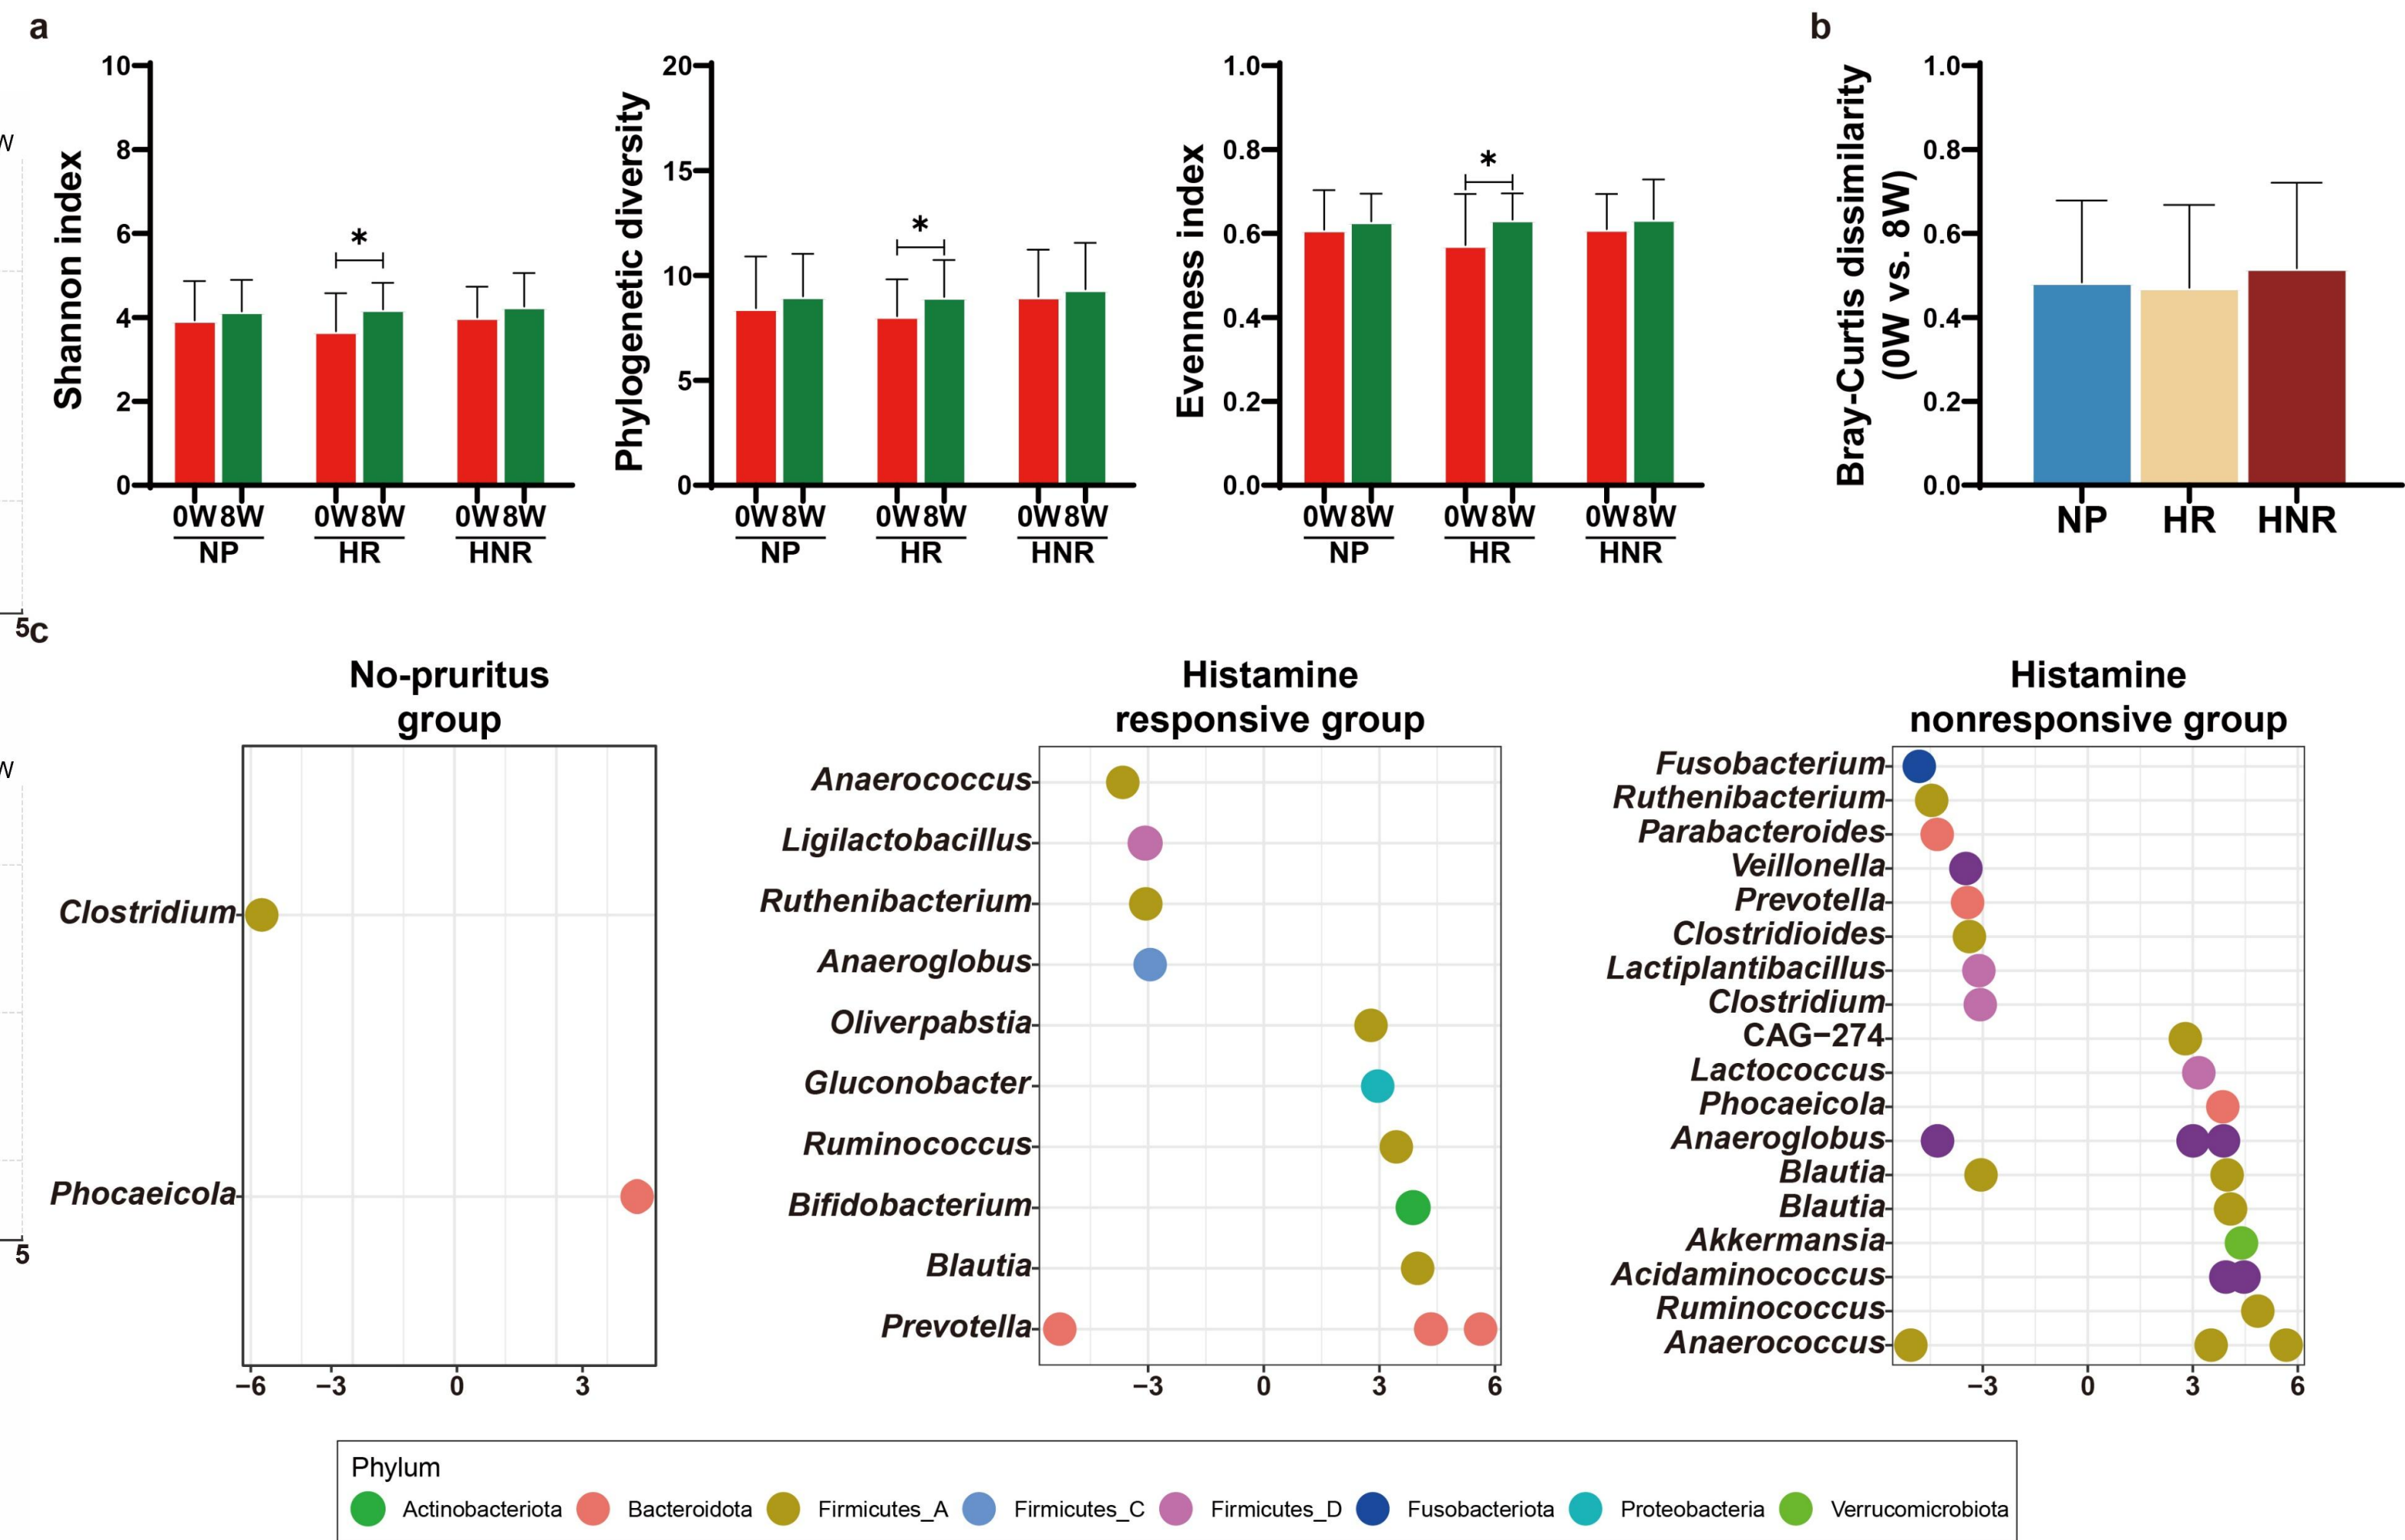 a
b
W
Shannon index
10
8
6
4
2
0
*
0W 8W 0W 8W 0W 8W
NP HR HNR
Phylogenetic diversity
20
15
10
5
0
*
0W 8W 0W 8W 0W 8W
NP HR HNR
Evenness index
1.0
0.8
0.6
0.4
0.2
0.0
*
0W 8W 0W 8W 0W 8W
NP HR HNR
Bray-Curtis dissimilarity
(0W vs. 8W)
1.0
0.8
0.6
0.4
0.2
0.0
NP HR HNR
5
c
W
5
No-pruritus
group
Clostridium
Phocaeicola
−6 −3 0 3
Histamine
responsive group
Anaerococcus
Ligilactobacillus
Ruthenibacterium
Anaeroglobus
Oliverpabstia
Gluconobacter
Ruminococcus
Bifidobacterium
Blautia
Prevotella
−3 0 3 6
Histamine
nonresponsive group
Fusobacterium
Ruthenibacterium
Parabacteroides
Veillonella
Prevotella
Clostridioides
Lactiplantibacillus
Clostridium
CAG−274
Lactococcus
Phocaeicola
Anaeroglobus
Blautia
Blautia
Akkermansia
Acidaminococcus
Ruminococcus
Anaerococcus
−3 0 3 6
Phylum
Actinobacteriota Bacteroidota Firmicutes_A Firmicutes_C Firmicutes_D Fusobacteriota Proteobacteria Verrucomicrobiota